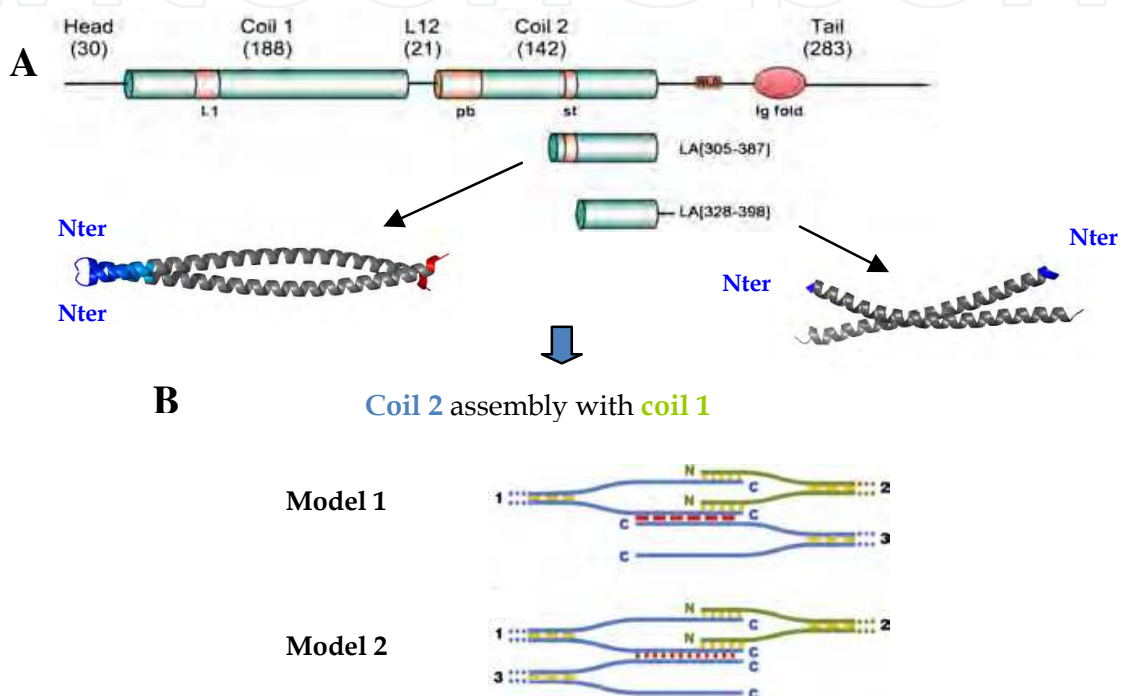 Head Coil 1 L12 Coil 2 Tail
(30) (188) (21) (142) (283)
A
L1 pb st Ig fold
LA[305-387]
LA[328-398]
Nter
Nter
Nter
Nter
B
Coil 2 assembly with coil 1
Model 1
N
1 C 2
N
C C
3
C
Model 2
N
1 C 2
N
C
C
3
C